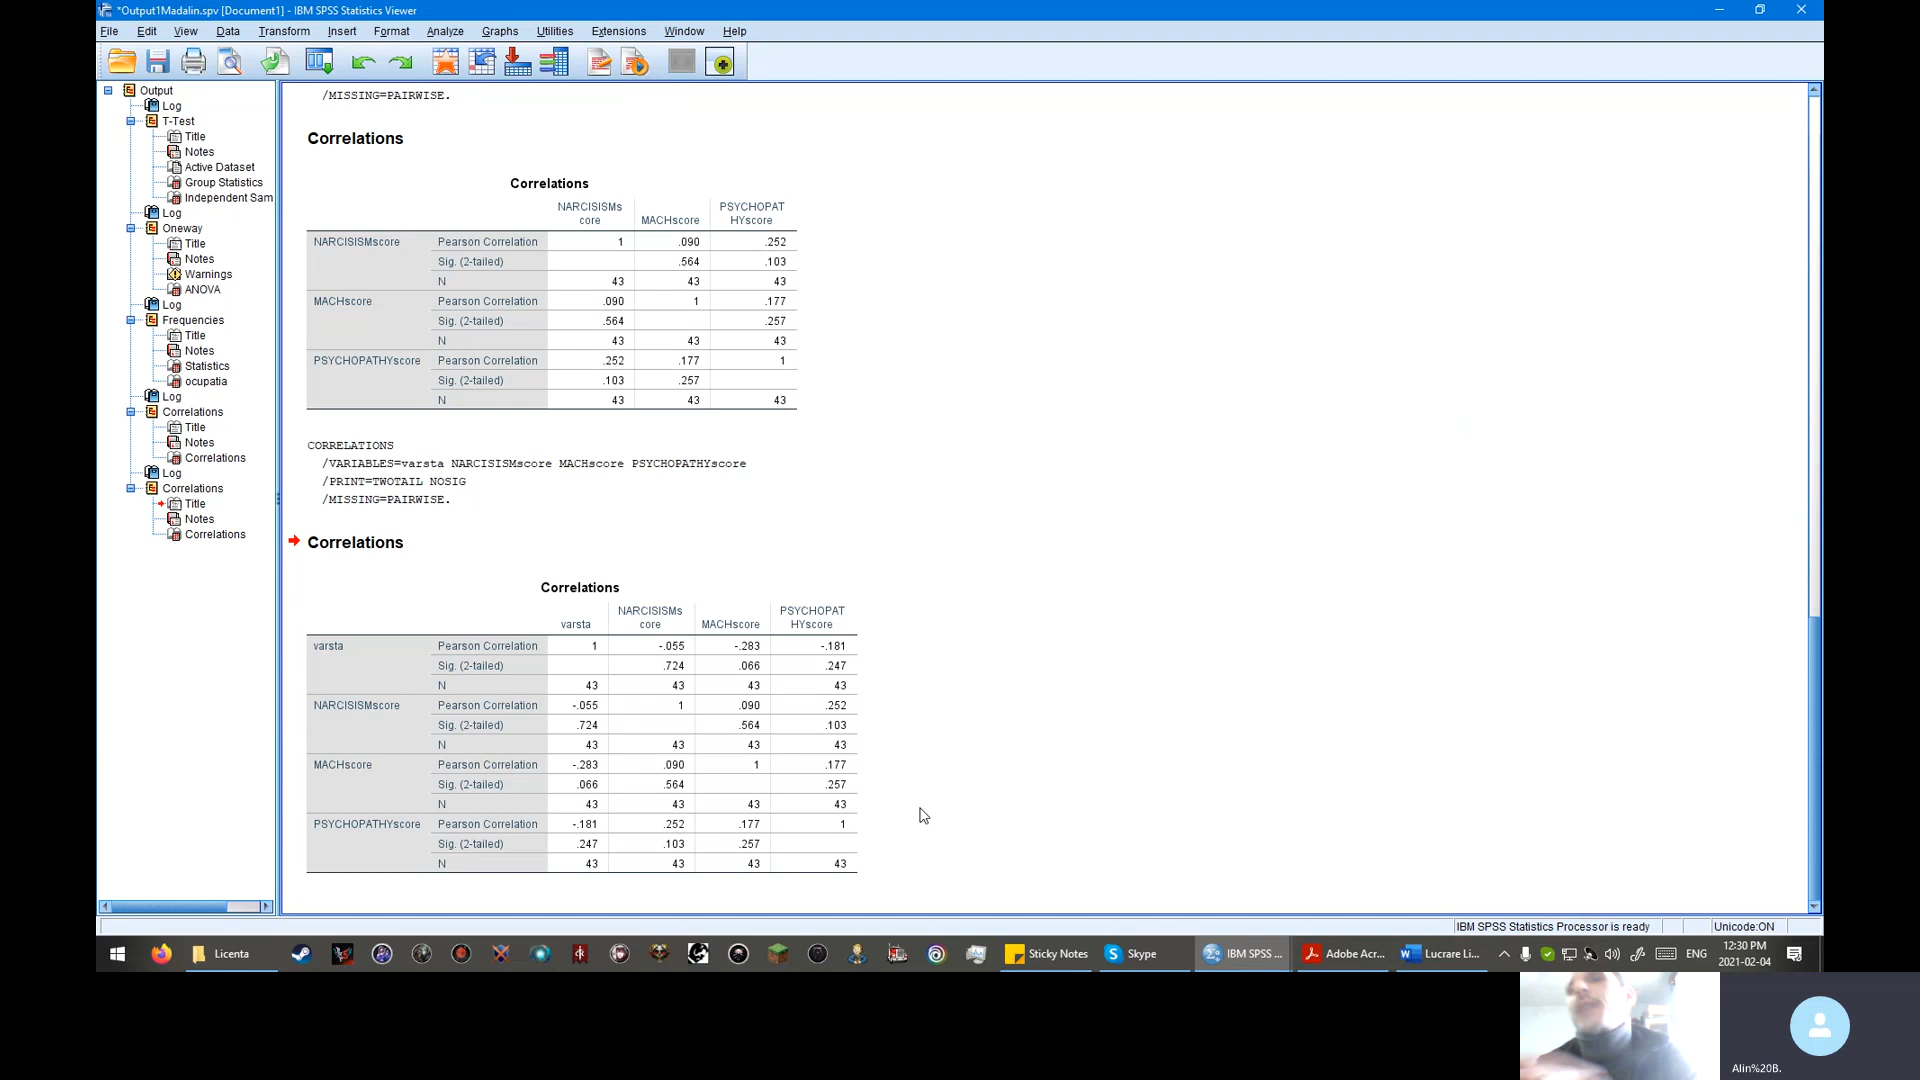 *Output1Madalin.spv [Document1] - IBM SPSS Statistics Viewer
File Edit View Data Transform Insert Format Analyze Graphs Utilities Extensions Window Help
Output
Log
T-Test
Title
Notes
Active Dataset
Group Statistics
Independent Sam
Log
Oneway
Title
Notes
Warnings
ANOVA
Log
Frequencies
Title
Notes
Statistics
ocupatia
Log
Correlations
Title
Notes
Correlations
Log
Correlations
Title
Notes
Correlations
/MISSING=PAIRWISE.
Correlations
Correlations
NARCISISMs PSYCHOPAT
core MACHscore HYscore
NARCISISMscore Pearson Correlation 1 .090 .252
Sig. (2-tailed) .564 .103
N 43 43 43
MACHscore Pearson Correlation .090 1 .177
Sig. (2-tailed) .564 .257
N 43 43 43
PSYCHOPATHYscore Pearson Correlation .252 .177 1
Sig. (2-tailed) .103 .257
N 43 43 43
CORRELATIONS
/VARIABLES=varsta NARCISISMscore MACHscore PSYCHOPATHYscore
/PRINT=TWOTAIL NOSIG
/MISSING=PAIRWISE.
Correlations
Correlations
NARCISISMs PSYCHOPAT
varsta core MACHscore HYscore
varsta Pearson Correlation 1 -.055 -.283 -.181
Sig. (2-tailed) .724 .066 .247
N 43 43 43 43
NARCISISMscore Pearson Correlation -.055 1 .090 .252
Sig. (2-tailed) .724 .564 .103
N 43 43 43 43
MACHscore Pearson Correlation -.283 .090 1 .177
Sig. (2-tailed) .066 .564 .257
N 43 43 43 43
PSYCHOPATHYscore Pearson Correlation -.181 .252 .177 1
Sig. (2-tailed) .247 .103 .257
N 43 43 43 43
IBM SPSS Statistics Processor is ready Unicode:ON
Licenta Sticky Notes Skype IBM SPSS ... Adobe Acr... Lucrare Li... ENG 12:30 PM
2021-02-04
Alin%20B.